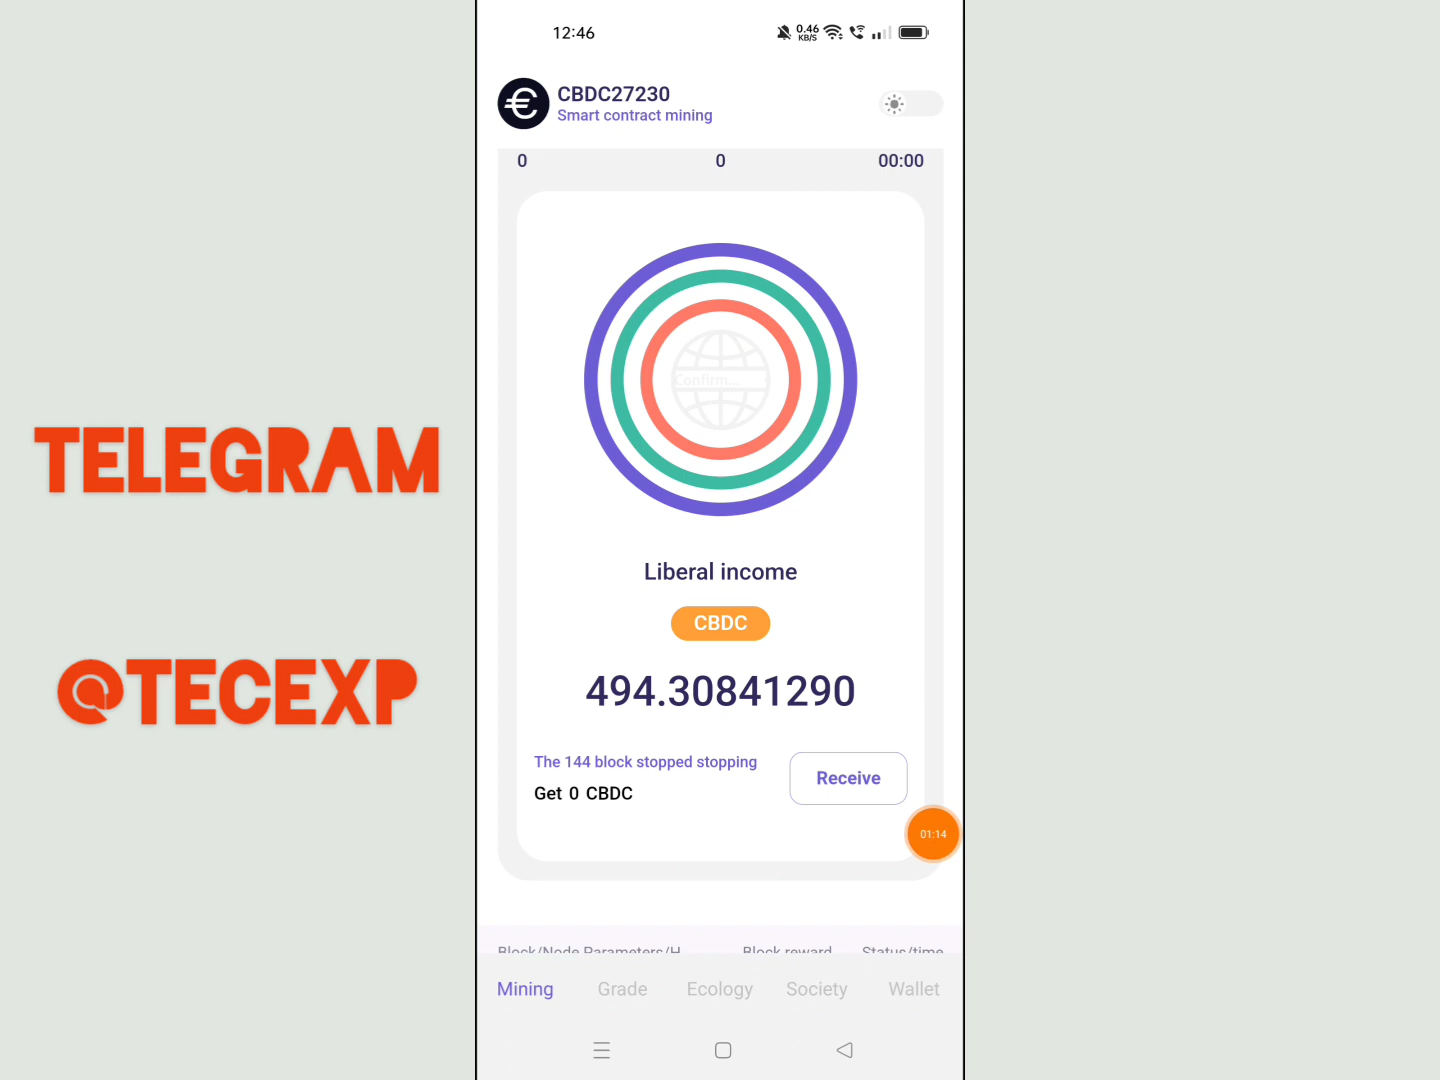 12:46
0.46
KB/S
CBDC27230
Smart contract mining
0 0 00:00
Confirm...
Liberal income
CBDC
494.30841290
The 144 block stopped stopping
Get 0 CBDC
Receive
01:14
Block/Node Parameters/H Block reward Status/time
Mining Grade Ecology Society Wallet
TELEGRAM
@TECEXP